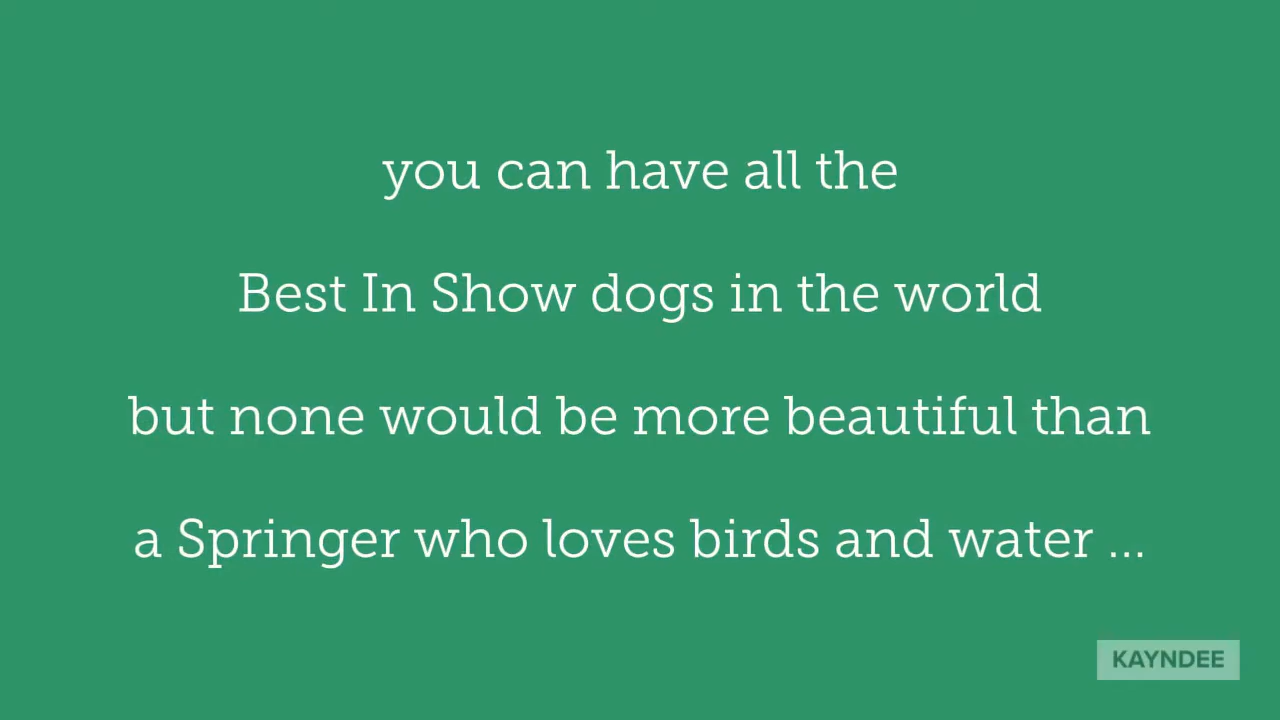 you can have all the
Best In Show dogs in the world
but none would be more beautiful than
a Springer who loves birds and water ...
KAYNDEE